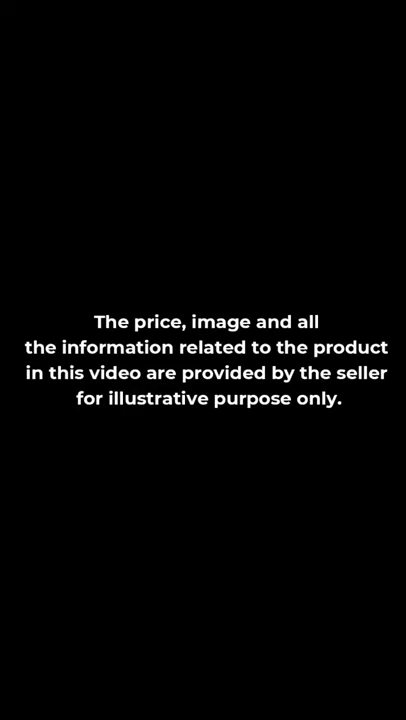 The price, image and all
the information related to the product
in this video are provided by the seller
for illustrative purpose only.